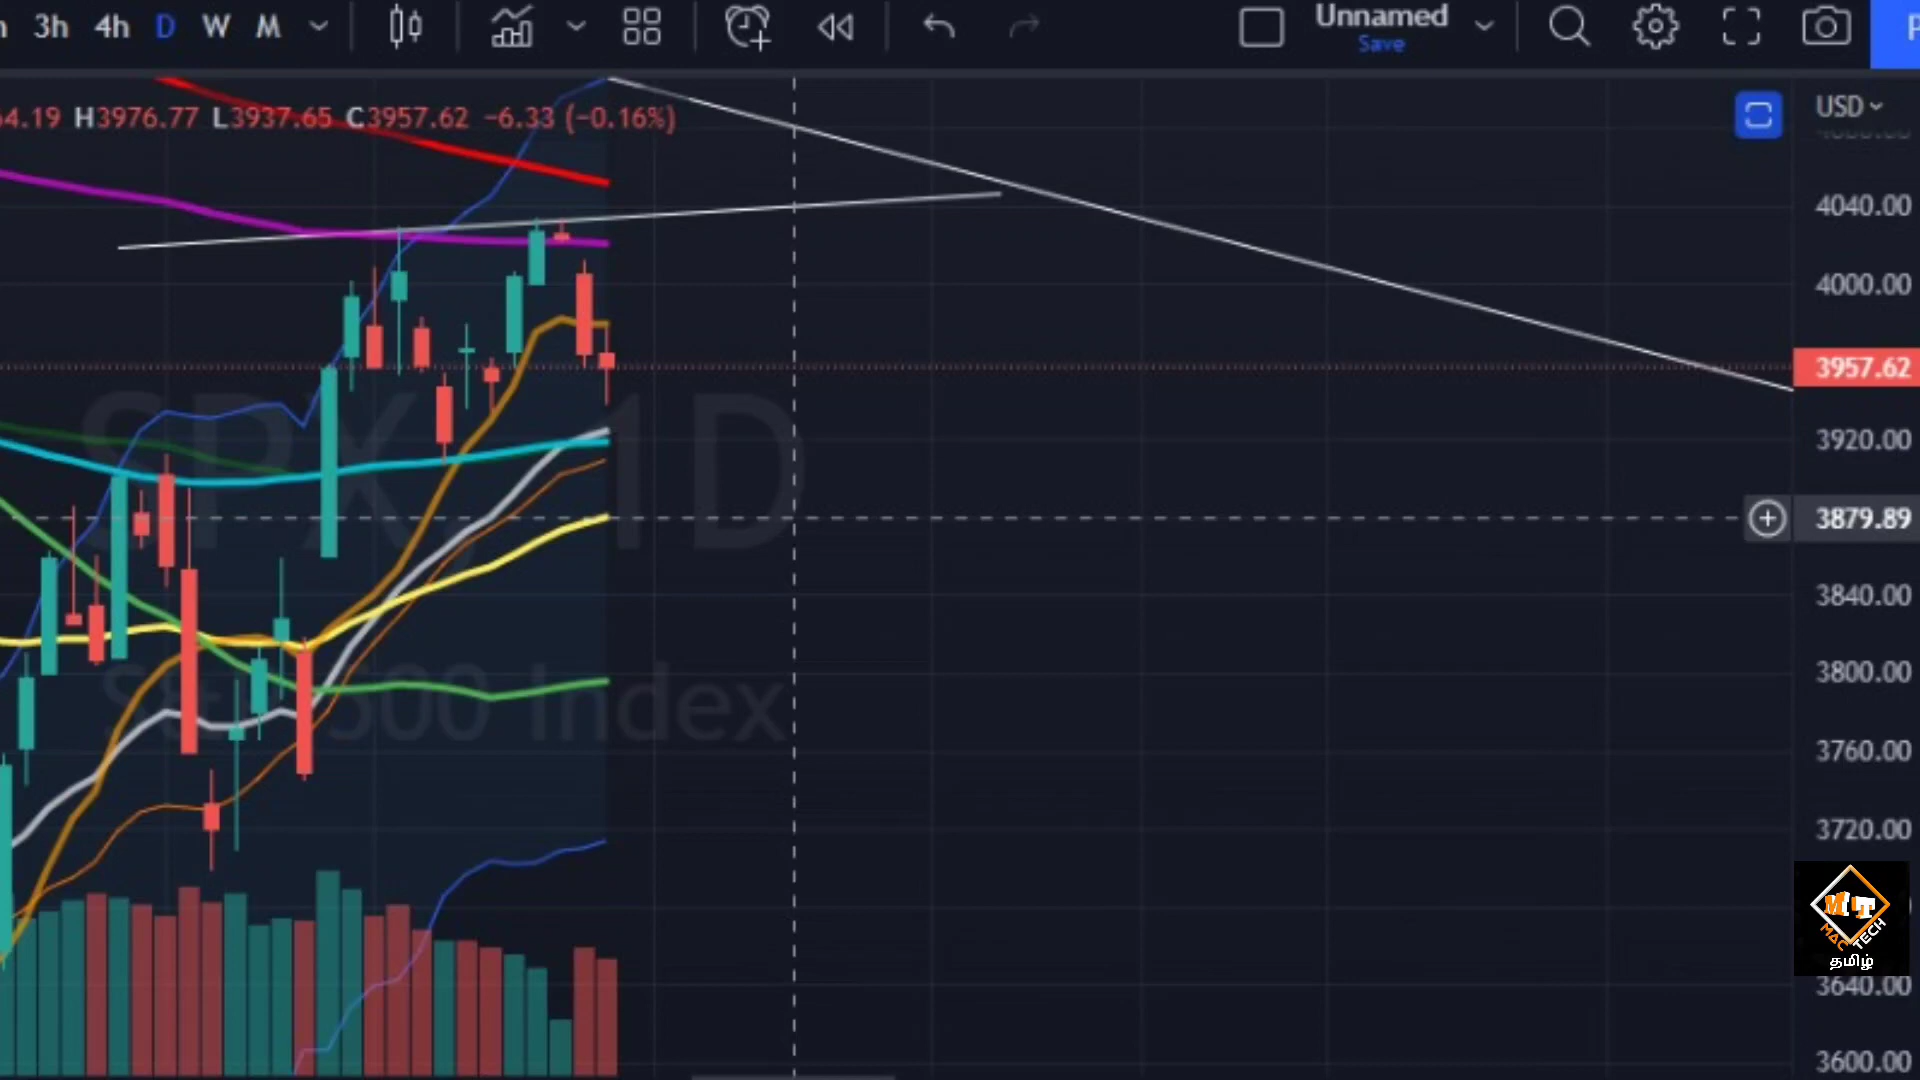 3h 4h D W M Unnamed
Save
64.19 H3976.77 L3937.65 C3957.62 −6.33 (−0.16%)
USD
4040.00
4000.00
3957.62
3920.00
3879.89
3840.00
3800.00
3760.00
3720.00
3640.00
3600.00
SPX, 1D
S&P 500 Index
MT
MAC TECH
தமிழ்